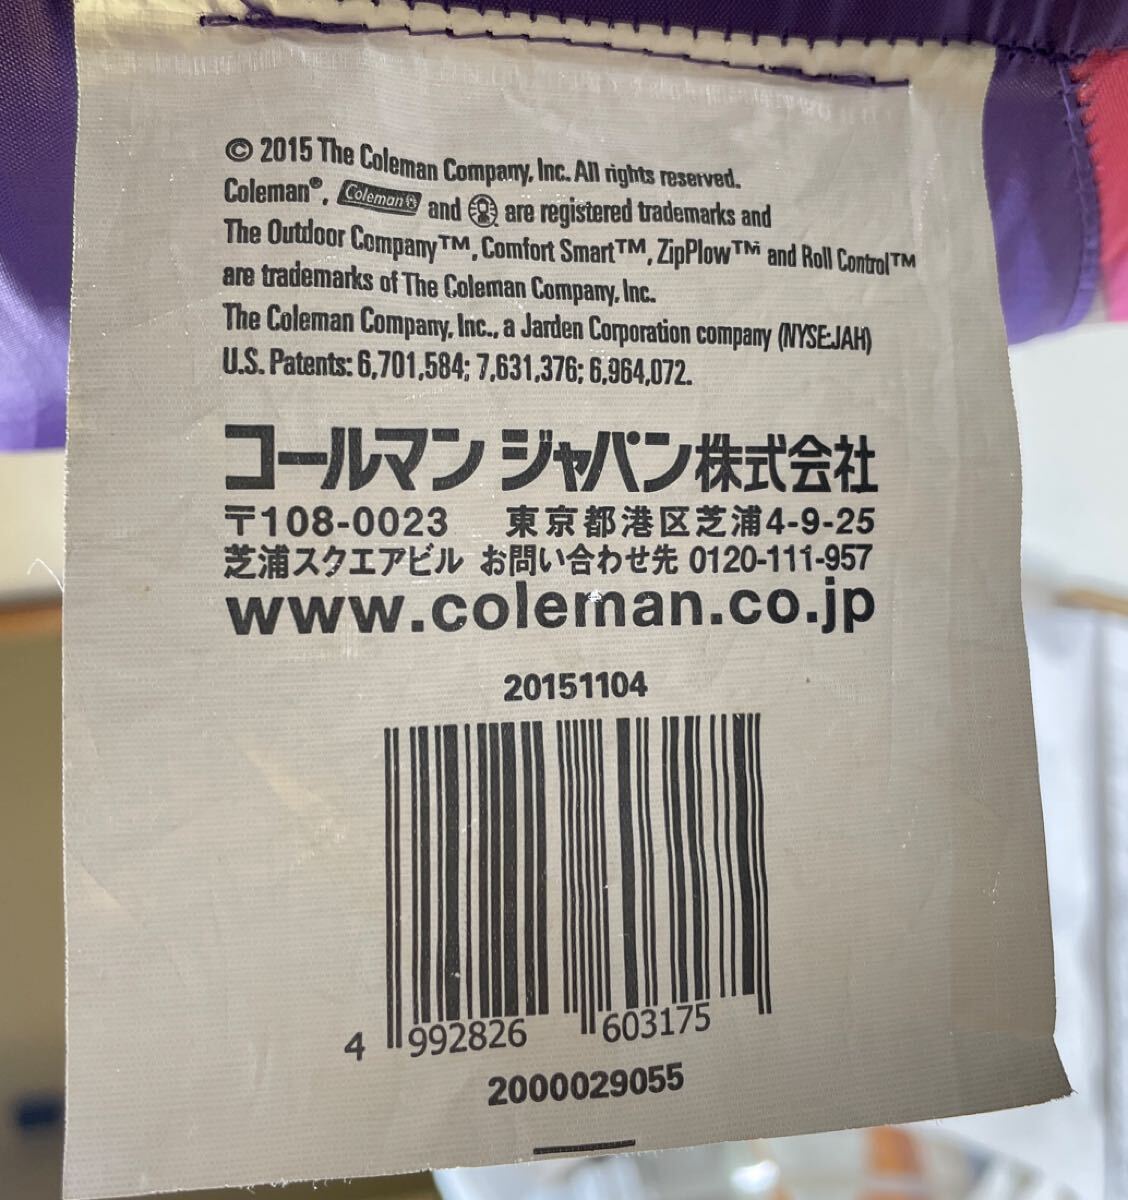 © 2015 The Coleman Company, Inc. All rights reserved.
Coleman®, Coleman and are registered trademarks and
The Outdoor Company™, Comfort Smart™, ZipPlow™ and Roll Control™
are trademarks of The Coleman Company, Inc.
The Coleman Company, Inc., a Jarden Corporation company (NYSE:JAH)
U.S. Patents: 6,701,584; 7,631,376; 6,964,072.
コールマン ジャパン株式会社
〒108-0023 東京都港区芝浦4-9-25
芝浦スクエアビル お問い合わせ先 0120-111-957
www.coleman.co.jp
20151104
4 992826 603175
2000029055